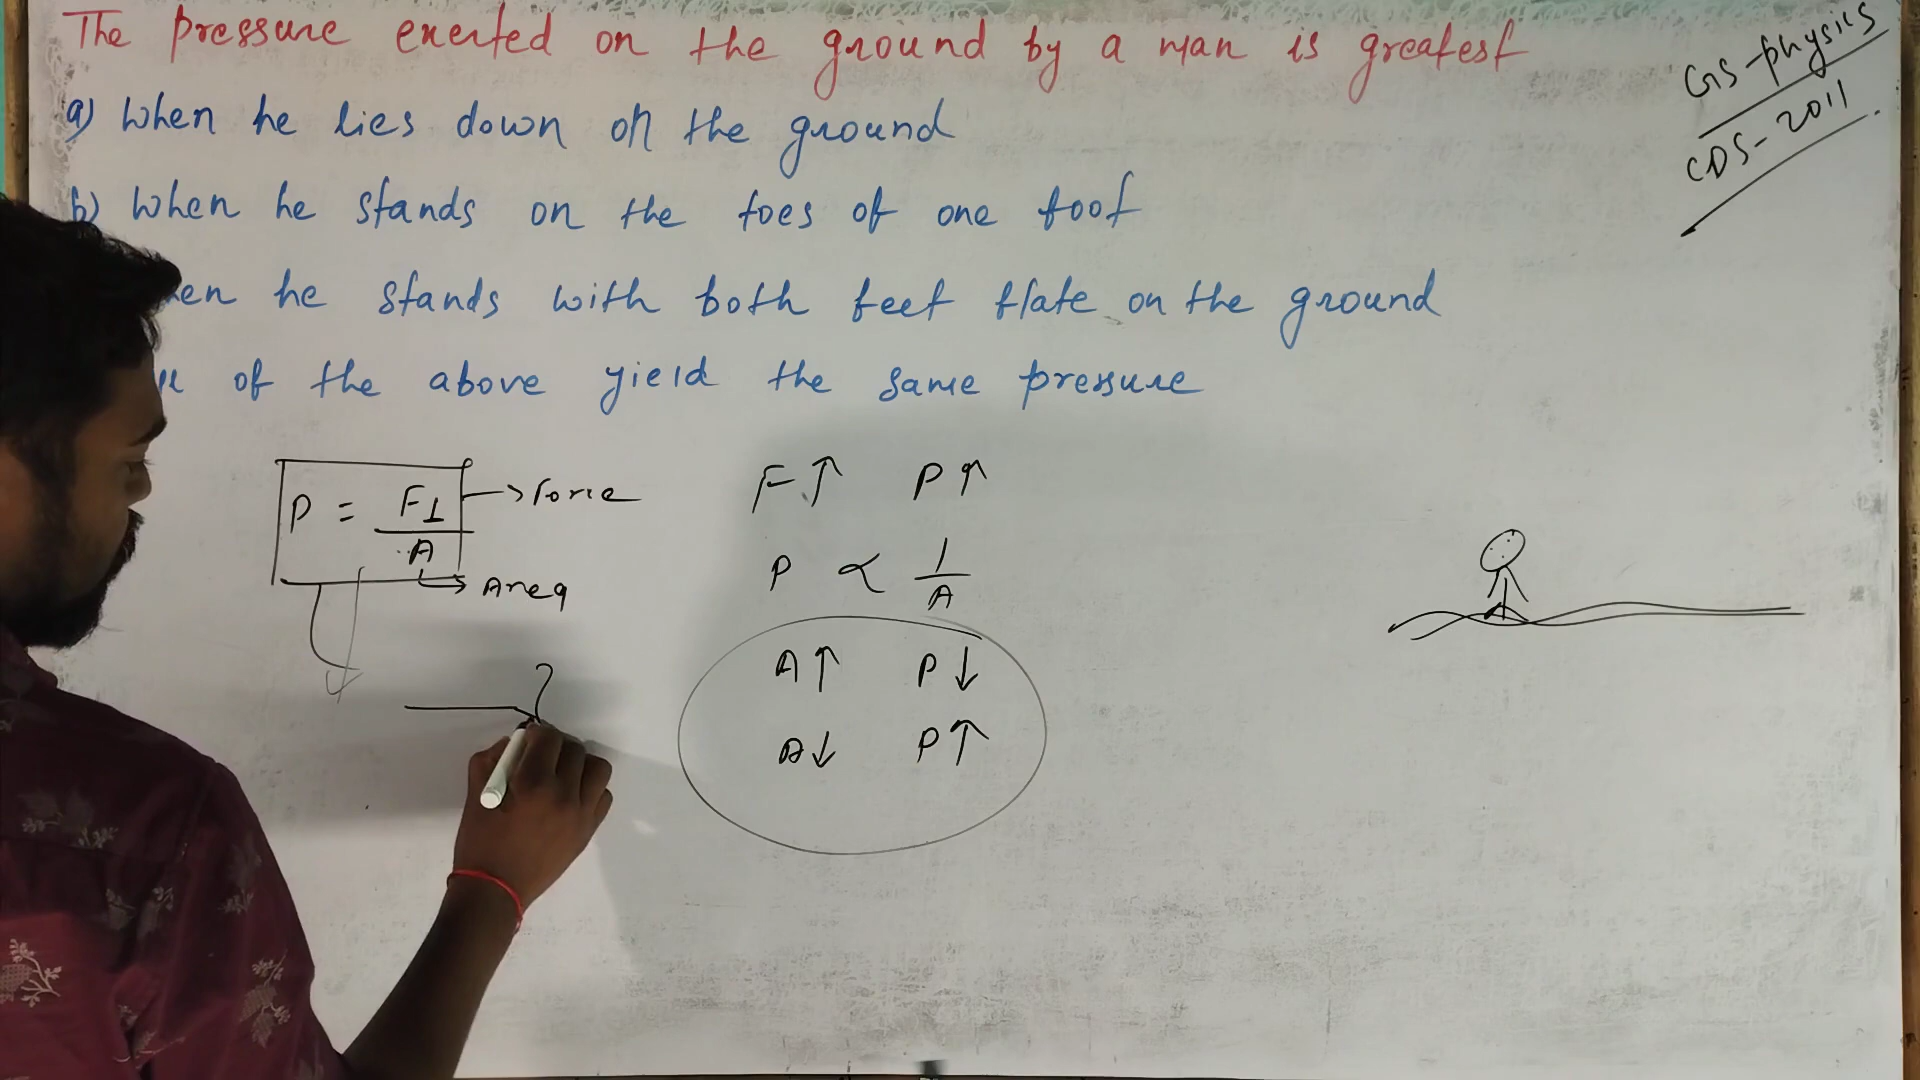 The pressure exerted on the ground by a man is greatest
GS-physics
CDS-2011
a) When he lies down on the ground
b) When he stands on the toes of one foot
he stands with both feet flate on the ground
of the above yield the same pressure
P = F⊥ / A
→ Force
→ Area
F↑ P↑
P ∝ 1/A
A↑ P↓
A↓ P↑